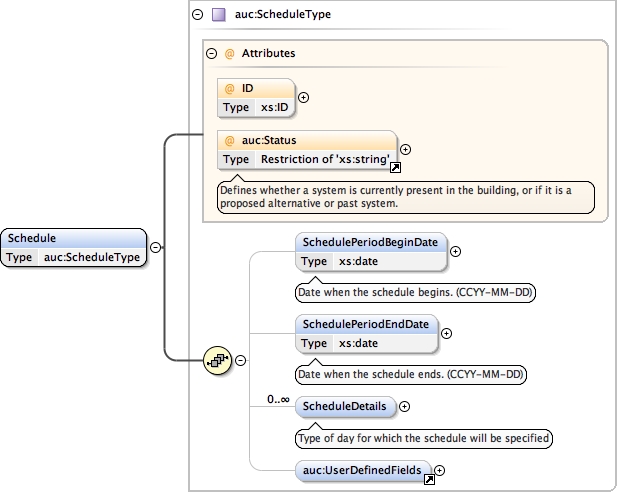 auc:ScheduleType
@ Attributes
@ ID
Type xs:ID
@ auc:Status
Type Restriction of 'xs:string'
Defines whether a system is currently present in the building, or if it is a
proposed alternative or past system.
Schedule
Type auc:ScheduleType
SchedulePeriodBeginDate
Type xs:date
Date when the schedule begins. (CCYY-MM-DD)
SchedulePeriodEndDate
Type xs:date
Date when the schedule ends. (CCYY-MM-DD)
0..∞
ScheduleDetails
Type of day for which the schedule will be specified
auc:UserDefinedFields